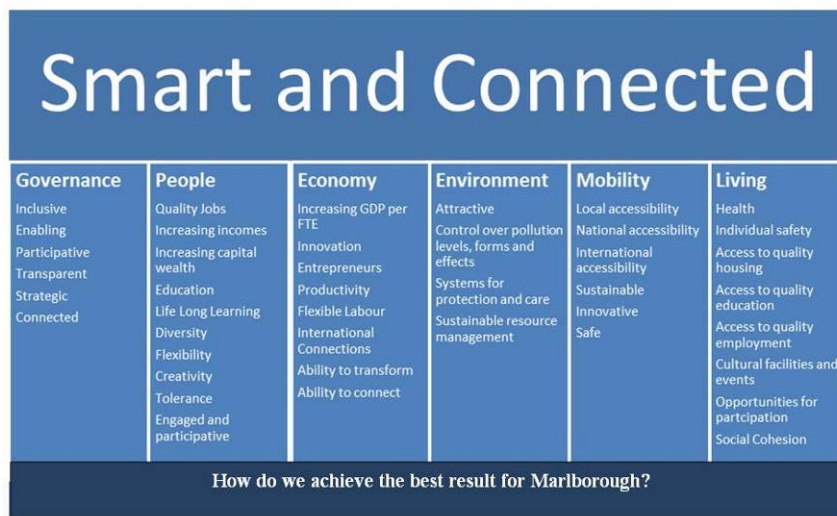 Smart and Connected
Governance
Inclusive
Enabling
Participative
Transparent
Strategic
Connected
People
Quality Jobs
Increasing incomes
Increasing capital
wealth
Education
Life Long Learning
Diversity
Flexibility
Creativity
Tolerance
Engaged and
participative
Economy
Increasing GDP per
FTE
Innovation
Entrepreneurs
Productivity
Flexible Labour
International
Connections
Ability to transform
Ability to connect
Environment
Attractive
Control over pollution
levels, forms and
effects
Systems for
protection and care
Sustainable resource
management
Mobility
Local accessibility
National accessibility
International
accessibility
Sustainable
Innovative
Safe
Living
Health
Individual safety
Access to quality
housing
Access to quality
education
Access to quality
employment
Cultural facilities and
events
Opportunities for
partcipation
Social Cohesion
How do we achieve the best result for Marlborough?